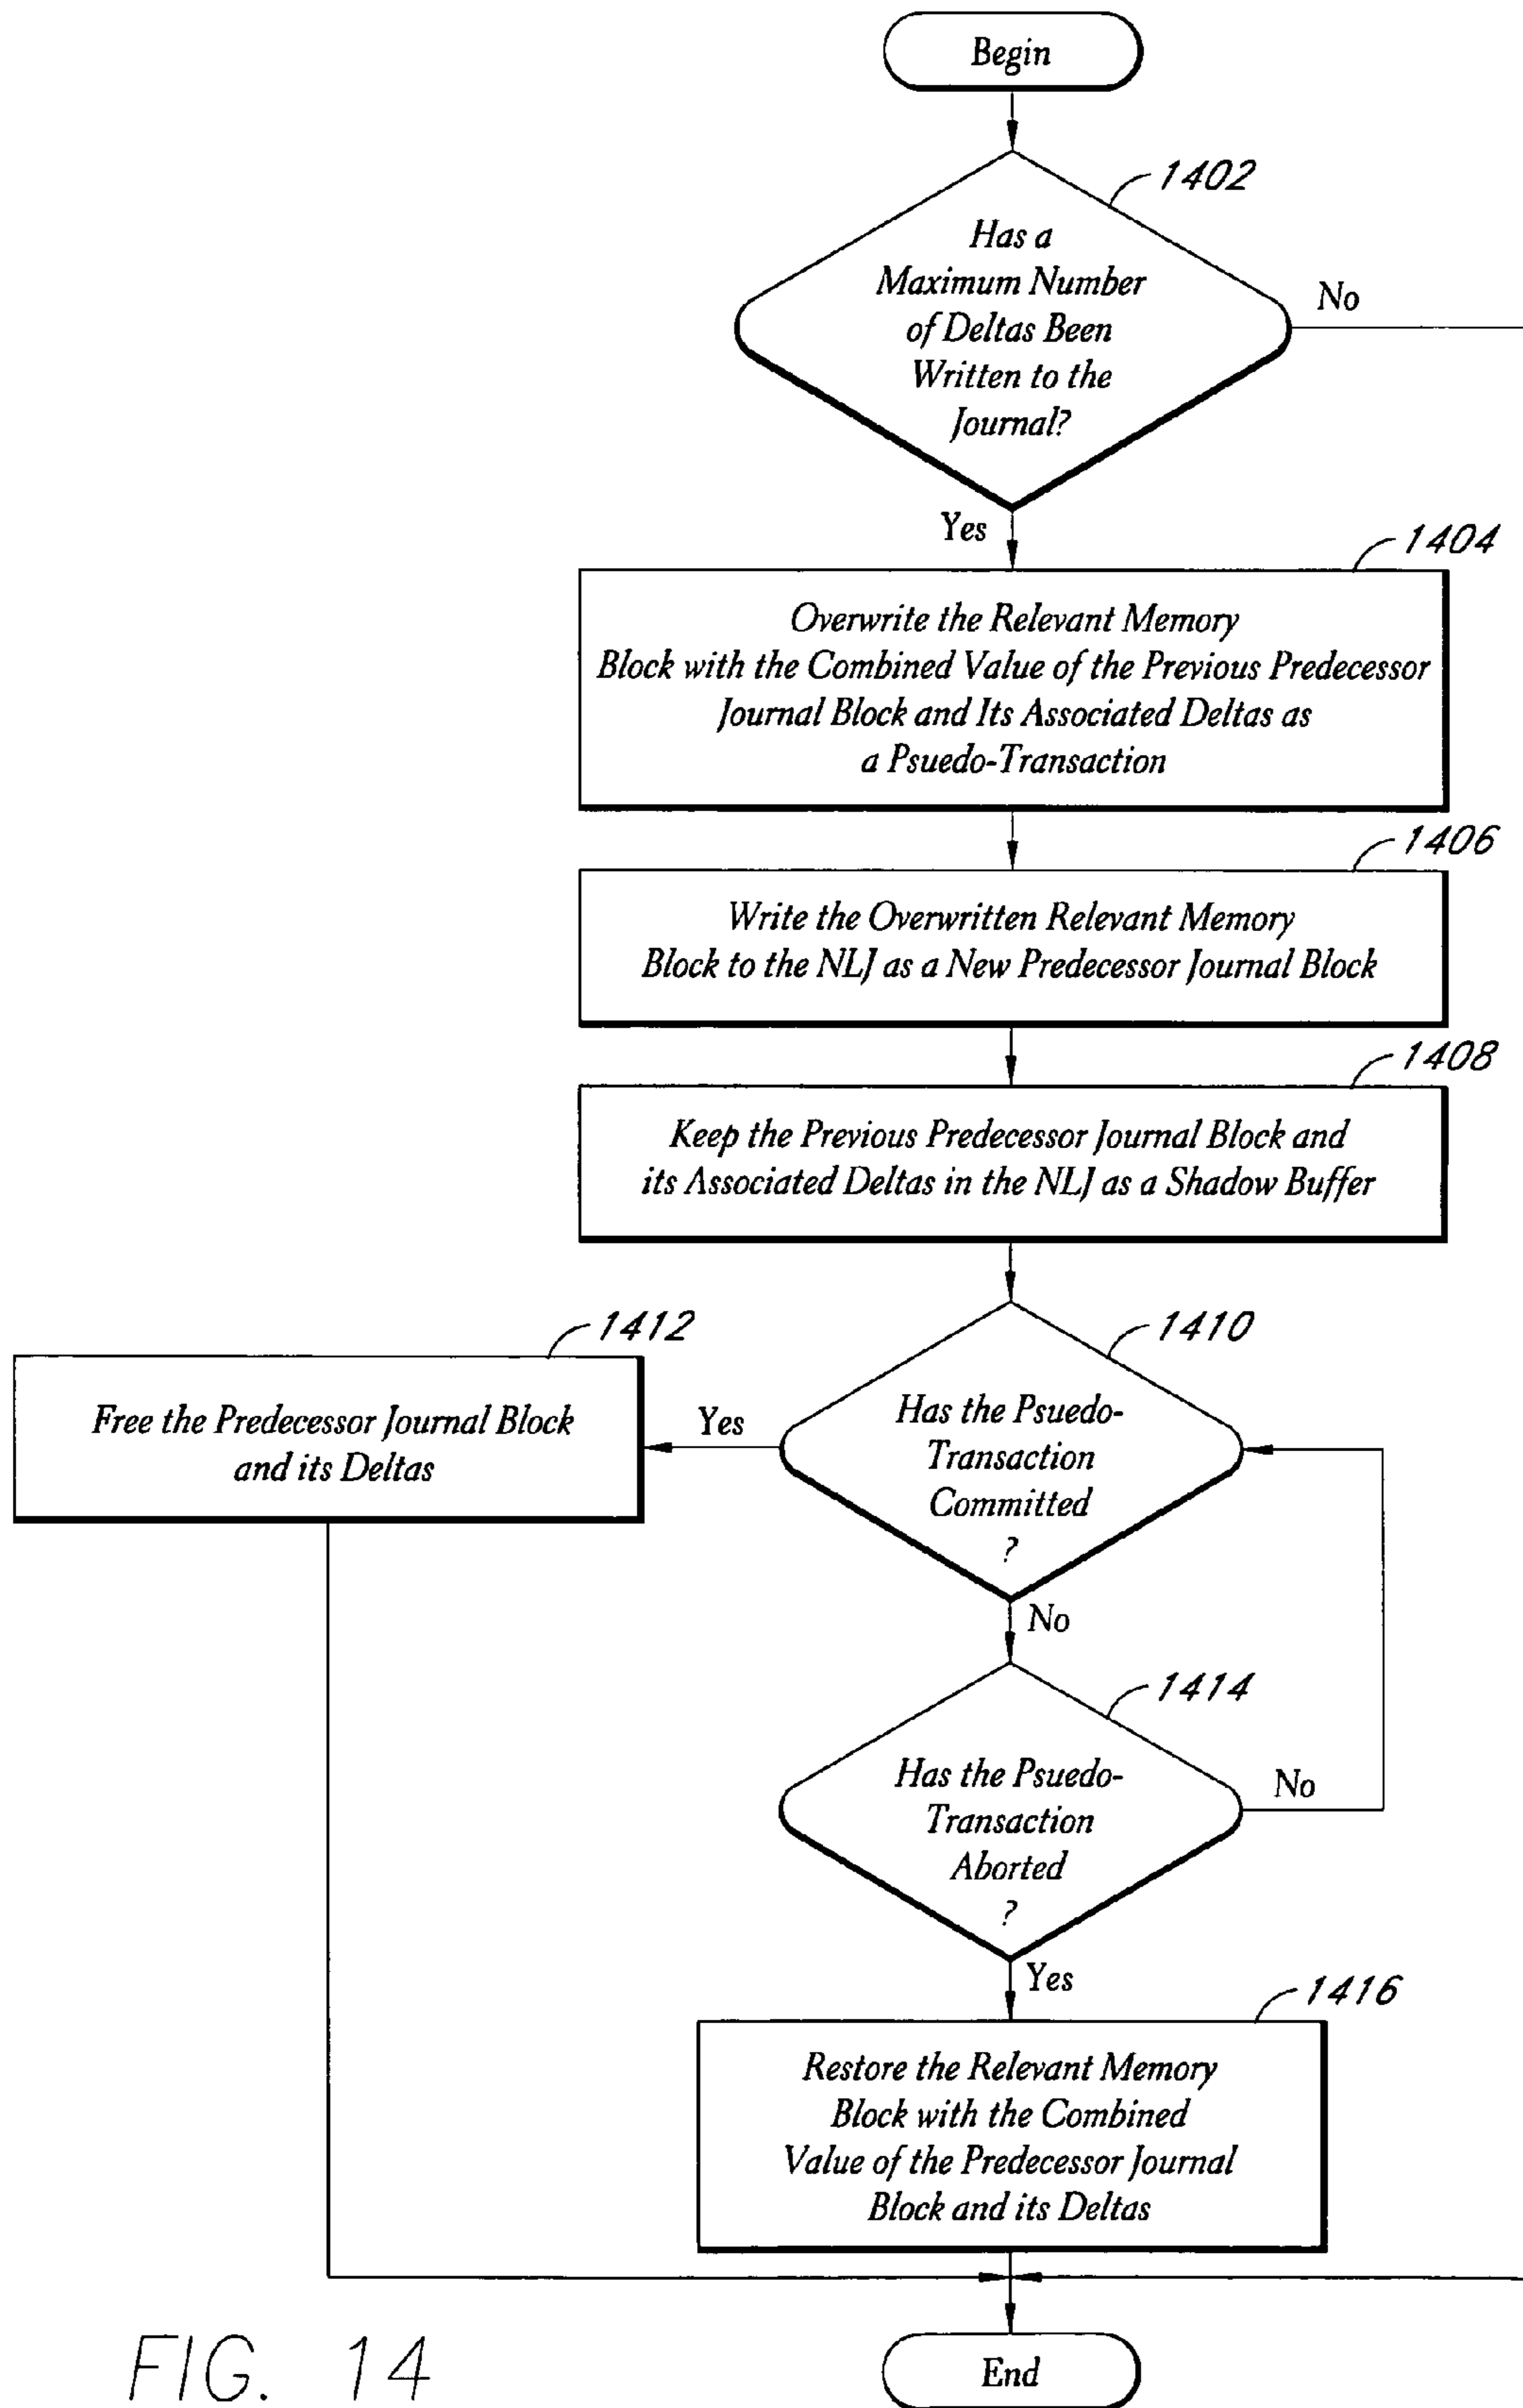 Begin
1402
Has a
Maximum Number
of Deltas Been
Written to the
Journal?
No
Yes
1404
Overwrite the Relevant Memory
Block with the Combined Value of the Previous Predecessor
Journal Block and Its Associated Deltas as
a Psuedo-Transaction
1406
Write the Overwritten Relevant Memory
Block to the NLJ as a New Predecessor Journal Block
1408
Keep the Previous Predecessor Journal Block and
its Associated Deltas in the NLJ as a Shadow Buffer
1412
Free the Predecessor Journal Block
and its Deltas
Yes
1410
Has the Psuedo-
Transaction
Committed
?
No
1414
Has the Psuedo-
Transaction
Aborted
?
No
Yes
1416
Restore the Relevant Memory
Block with the Combined
Value of the Predecessor Journal
Block and its Deltas
End
FIG. 14